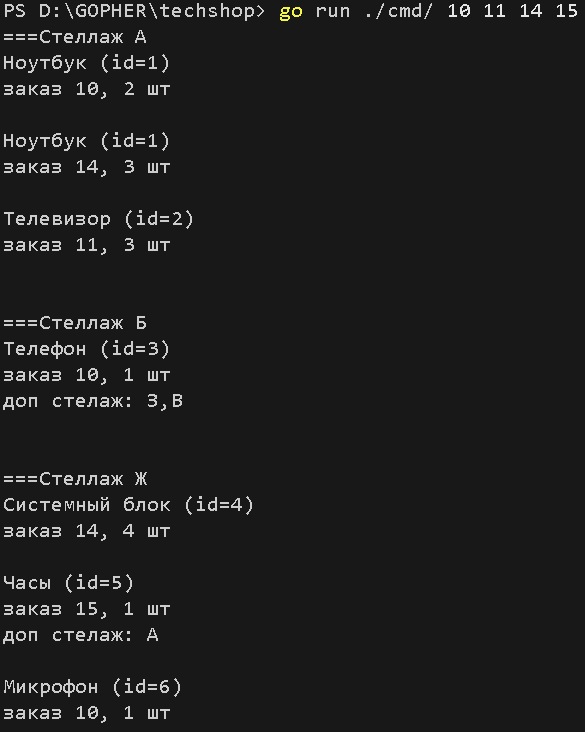 PS D:\GOPHER\techshop> go run ./cmd/ 10 11 14 15
===Стеллаж А
Ноутбук (id=1)
заказ 10, 2 шт
Ноутбук (id=1)
заказ 14, 3 шт
Телевизор (id=2)
заказ 11, 3 шт
===Стеллаж Б
Телефон (id=3)
заказ 10, 1 шт
доп стелаж: З,В
===Стеллаж Ж
Системный блок (id=4)
заказ 14, 4 шт
Часы (id=5)
заказ 15, 1 шт
доп стелаж: А
Микрофон (id=6)
заказ 10, 1 шт